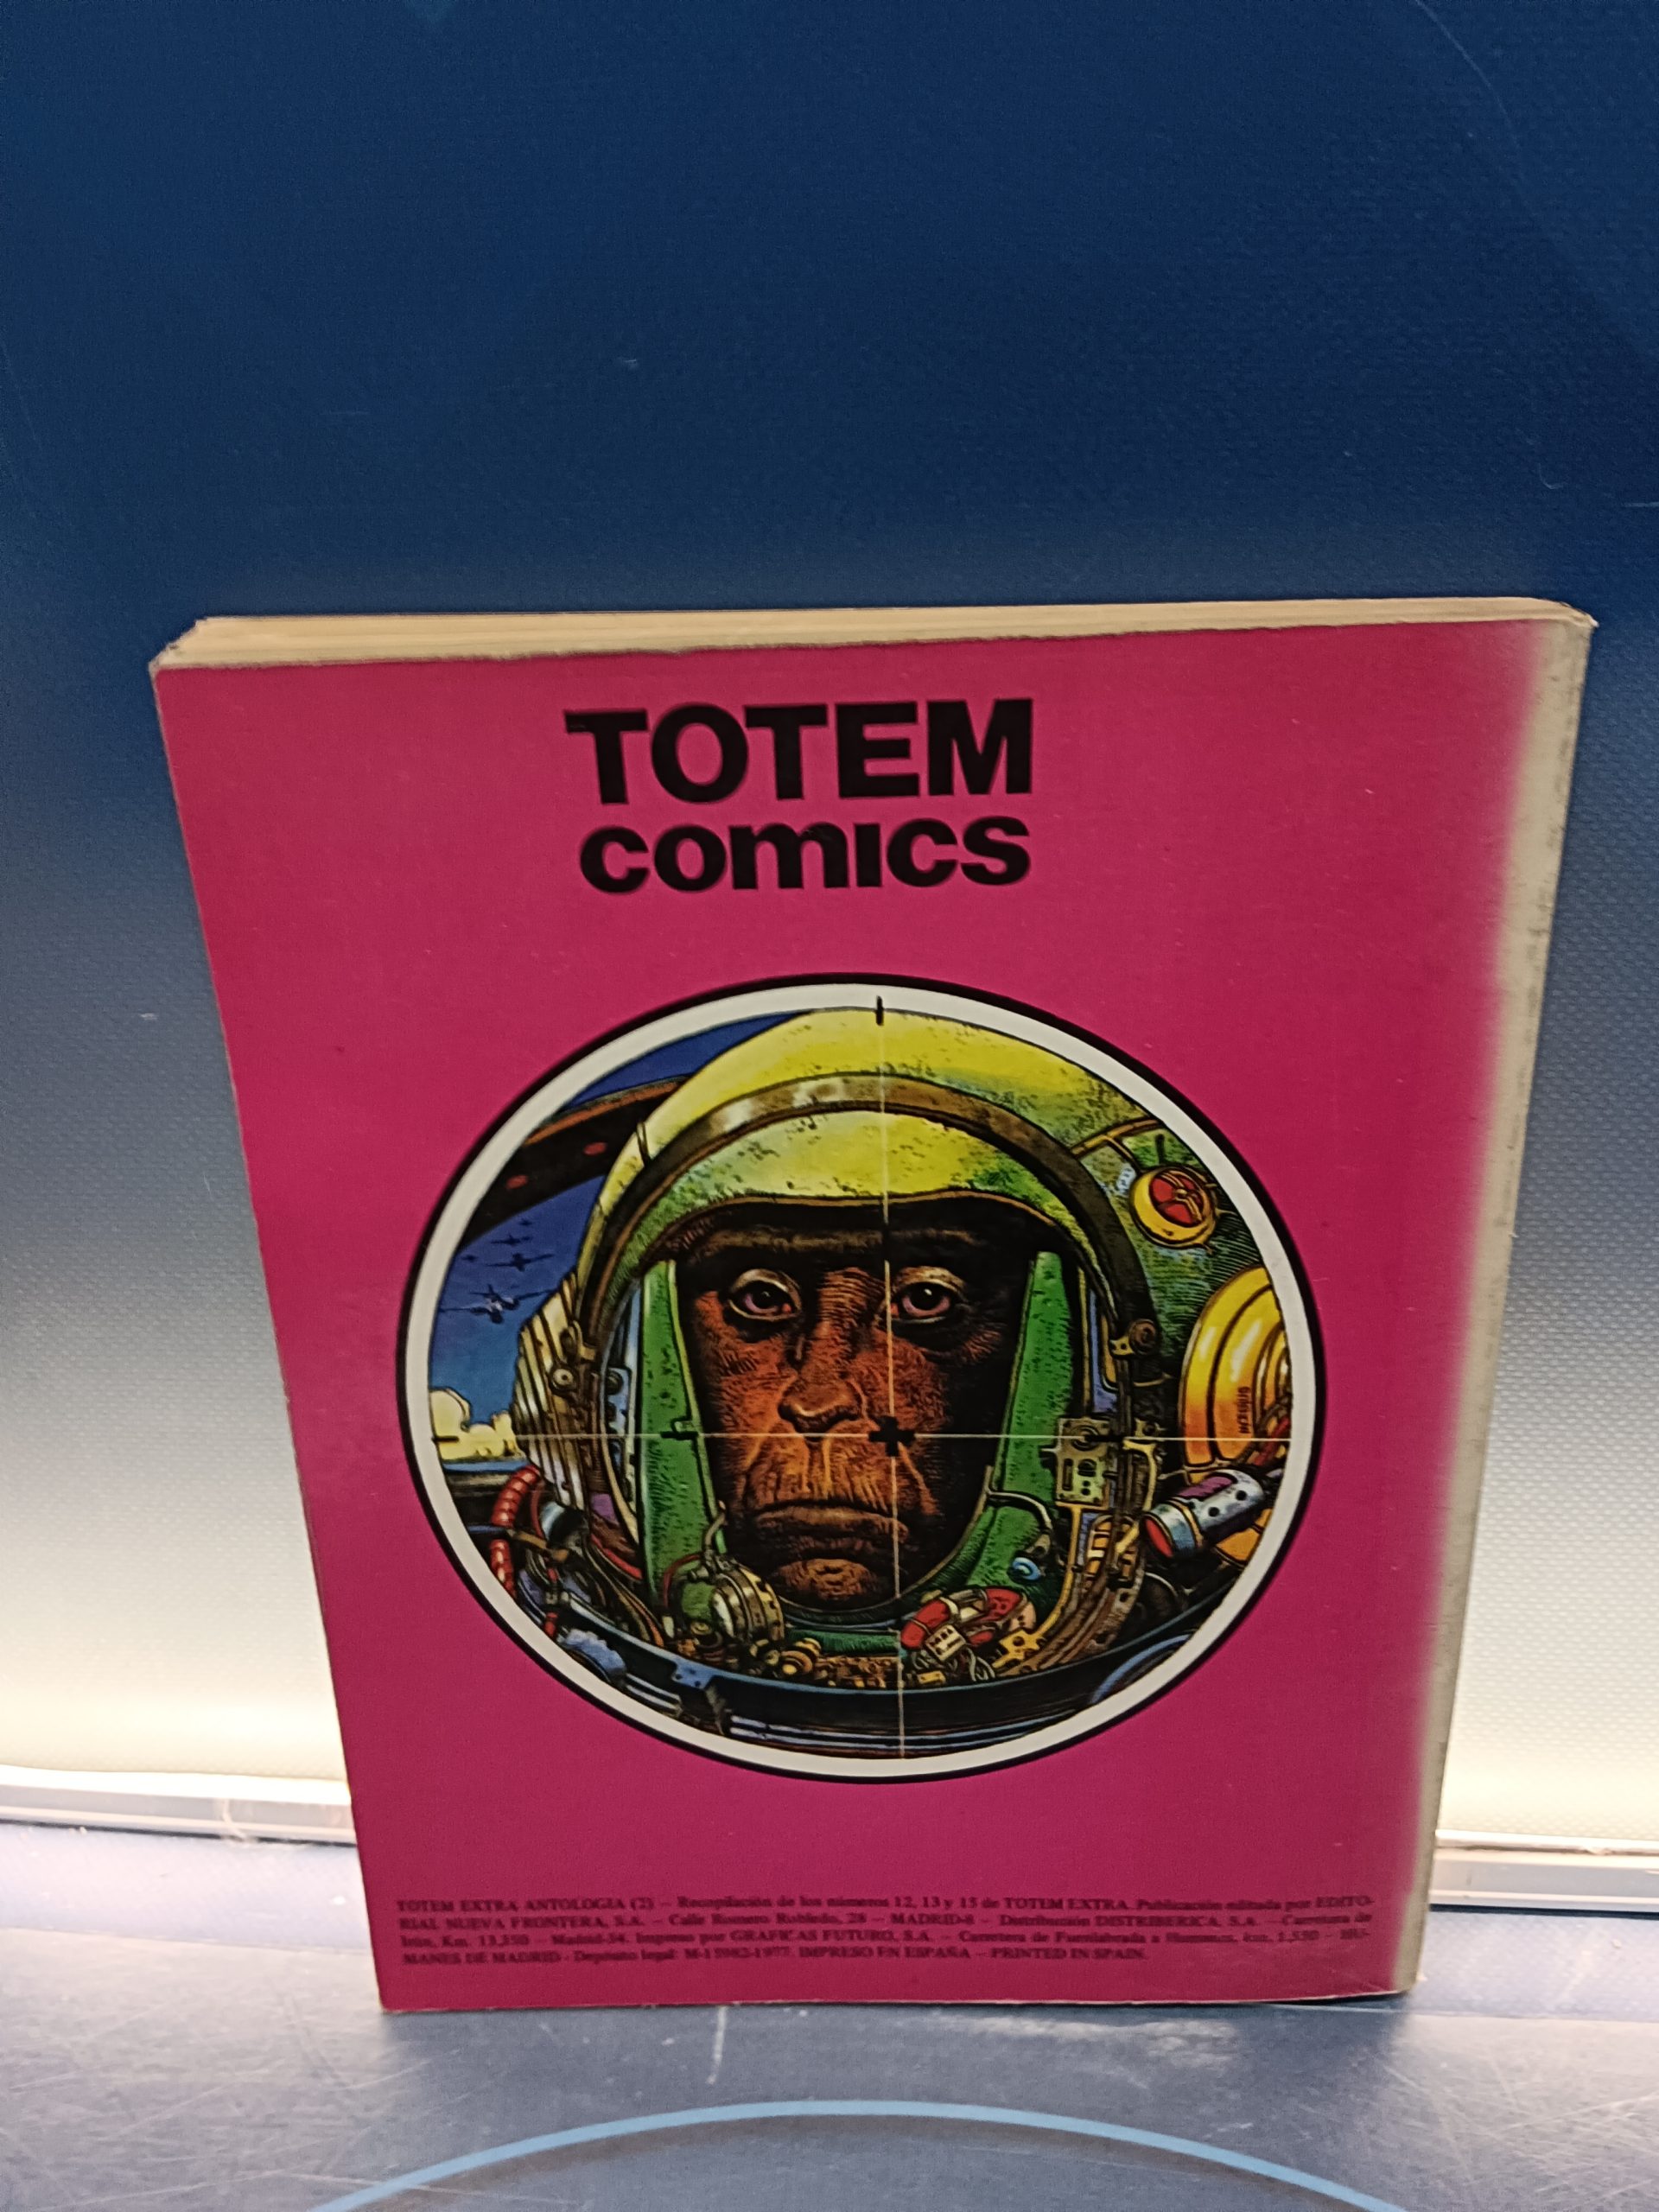 TOTEM
comics
TOTEM EXTRA ANTOLOGIA (2) – Recopilación de los números 12, 13 y 15 de TOTEM EXTRA. Publicación editada por EDITO-
RIAL NUEVA FRONTERA, S.A. – Calle Romero Robledo, 28 – MADRID-8 – Distribución DISTRIBERICA, S.A. – Carretera de
Irún, Km. 13,350 – Madrid-34. Impreso por GRAFICAS FUTURO, S.A. – Carretera de Fuenlabrada a Humanes, km. 1,550 – HU-
MANES DE MADRID - Depósito legal: M-15982-1977. IMPRESO EN ESPAÑA – PRINTED IN SPAIN.